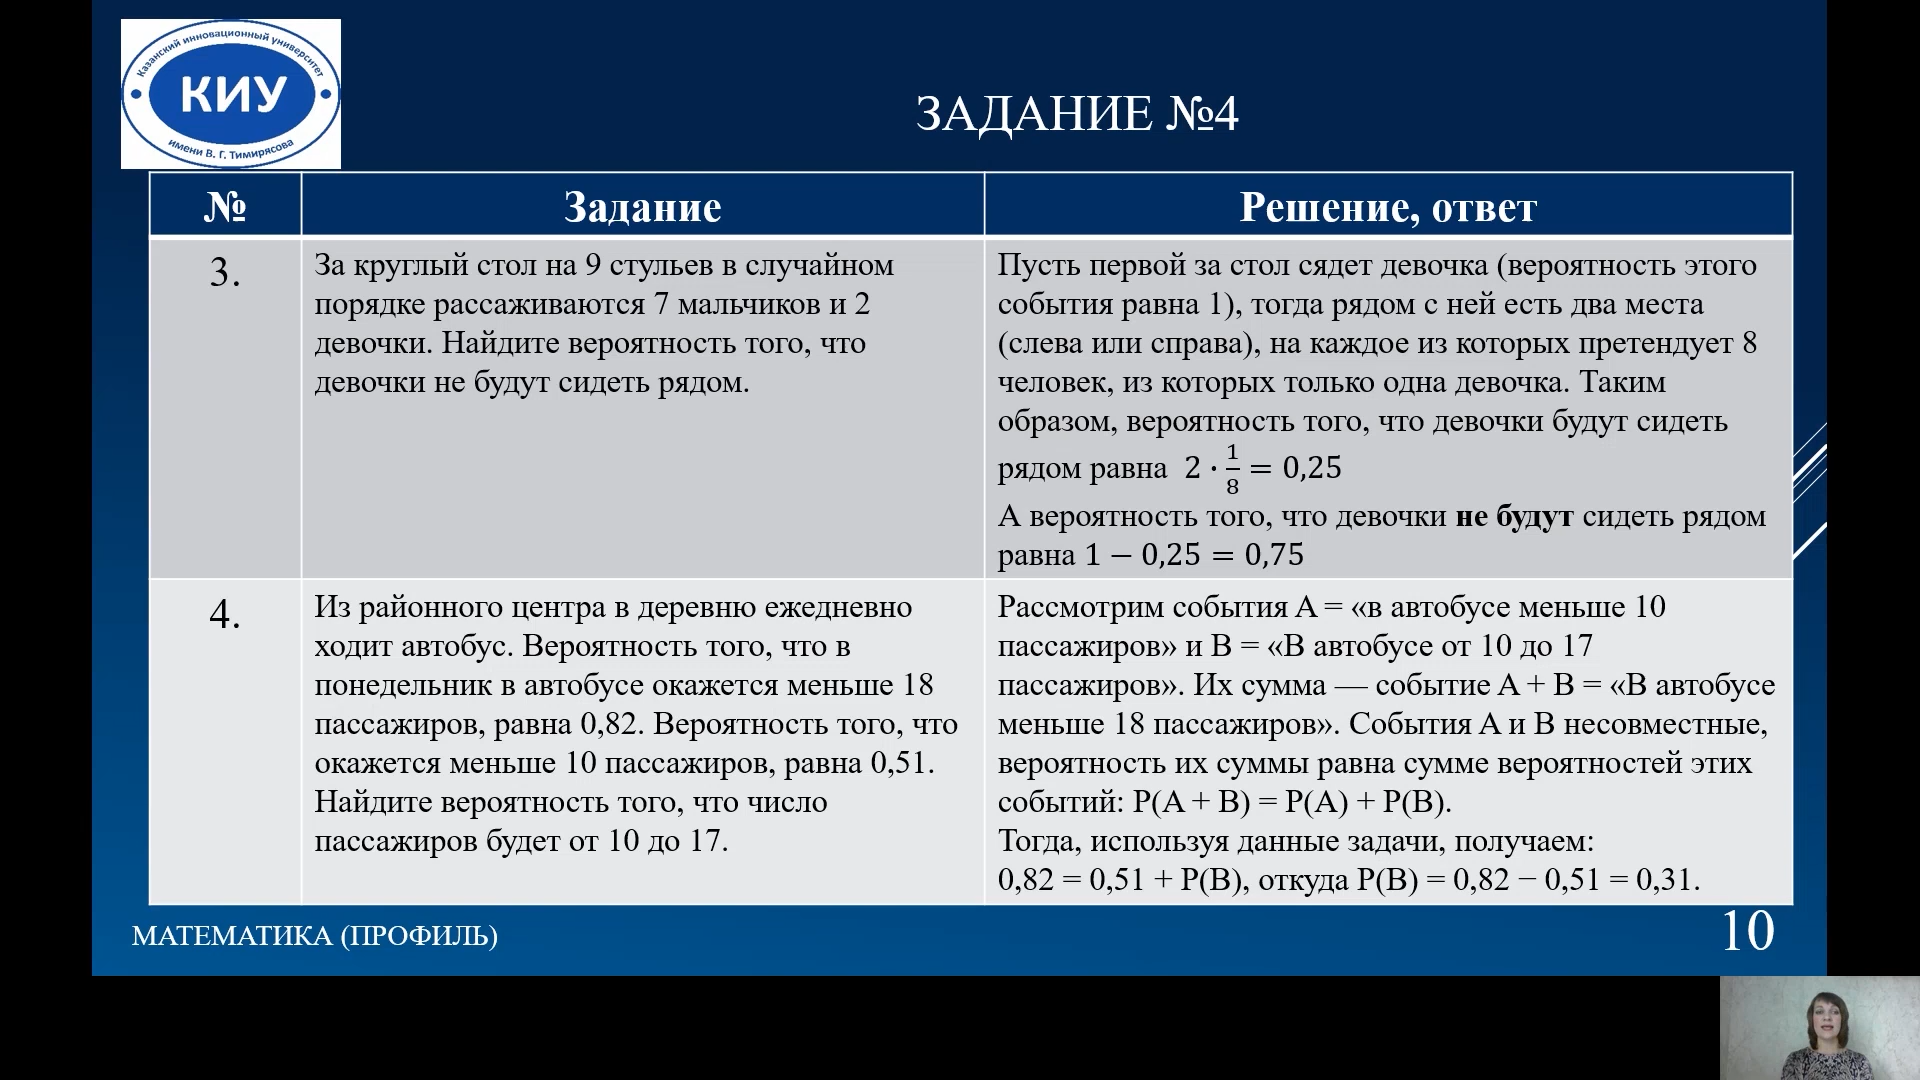 Казанский инновационный университет
КИУ
имени В. Г. Тимирясова
ЗАДАНИЕ №4
№
Задание
Решение, ответ
3.
За круглый стол на 9 стульев в случайном
порядке рассаживаются 7 мальчиков и 2
девочки. Найдите вероятность того, что
девочки не будут сидеть рядом.
Пусть первой за стол сядет девочка (вероятность этого
события равна 1), тогда рядом с ней есть два места
(слева или справа), на каждое из которых претендует 8
человек, из которых только одна девочка. Таким
образом, вероятность того, что девочки будут сидеть
рядом равна 2 · 1/8 = 0,25
А вероятность того, что девочки не будут сидеть рядом
равна 1 − 0,25 = 0,75
4.
Из районного центра в деревню ежедневно
ходит автобус. Вероятность того, что в
понедельник в автобусе окажется меньше 18
пассажиров, равна 0,82. Вероятность того, что
окажется меньше 10 пассажиров, равна 0,51.
Найдите вероятность того, что число
пассажиров будет от 10 до 17.
Рассмотрим события A = «в автобусе меньше 10
пассажиров» и В = «В автобусе от 10 до 17
пассажиров». Их сумма — событие A + B = «В автобусе
меньше 18 пассажиров». События A и В несовместные,
вероятность их суммы равна сумме вероятностей этих
событий: P(A + B) = P(A) + P(B).
Тогда, используя данные задачи, получаем:
0,82 = 0,51 + P(B), откуда P(B) = 0,82 − 0,51 = 0,31.
МАТЕМАТИКА (ПРОФИЛЬ)
10